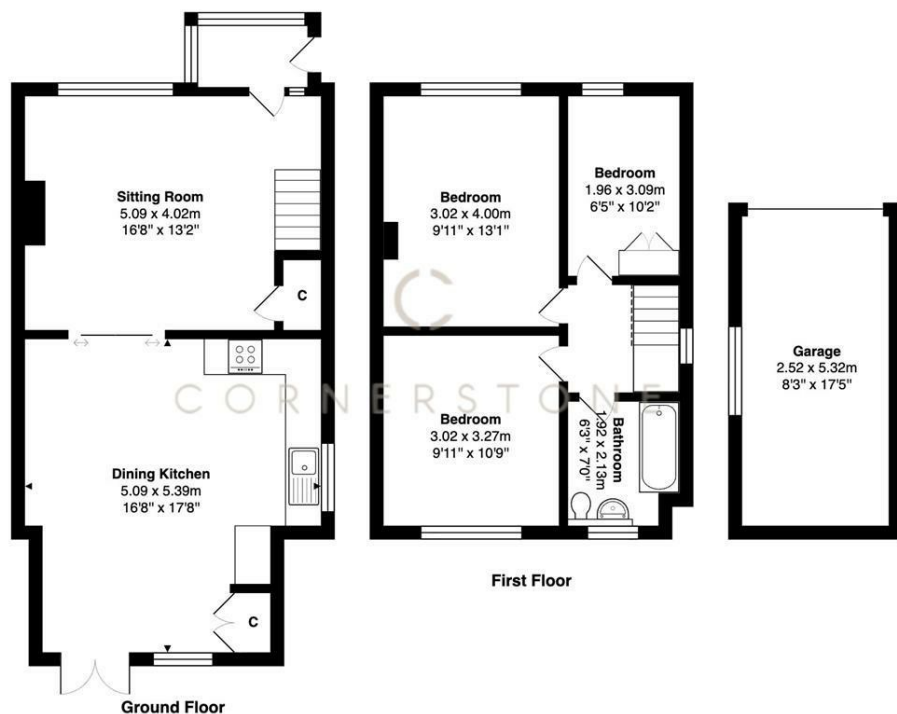 Sitting Room
5.09 x 4.02m
16'8" x 13'2"
C
Dining Kitchen
5.09 x 5.39m
16'8" x 17'8"
C
Ground Floor
Bedroom
3.02 x 4.00m
9'11" x 13'1"
Bedroom
1.96 x 3.09m
6'5" x 10'2"
Bedroom
3.02 x 3.27m
9'11" x 10'9"
Bathroom
1.92 x 2.13m
6'3" x 7'0"
First Floor
Garage
2.52 x 5.32m
8'3" x 17'5"
C
CORNERSTONE